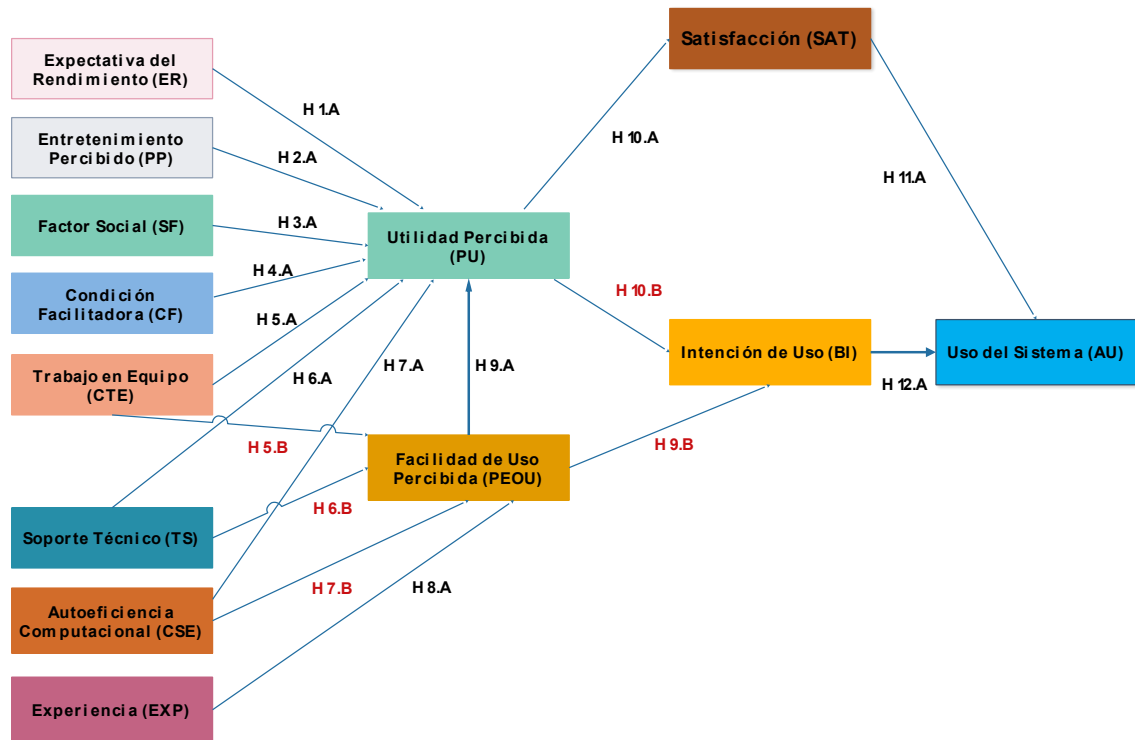 Satisfacción (SAT)
Expectativa del
Rendimiento (ER)
H 1.A
Entretenimiento
Percibido (PP)
H 2.A
H 10.A
H 11.A
Factor Social (SF)
H 3.A
Utilidad Percibida
(PU)
H 4.A
Condición
Facilitadora (CF)
H 10.B
H 5.A
Intención de Uso (BI)
Uso del Sistema (AU)
H 12.A
Trabajo en Equipo
(CTE)
H 6.A
H 7.A
H 9.A
H 5.B
H 9.B
Facilidad de Uso
Percibida (PEOU)
H 6.B
Soporte Técnico (TS)
H 7.B
H 8.A
Autoeficiencia
Computacional (CSE)
Experiencia (EXP)